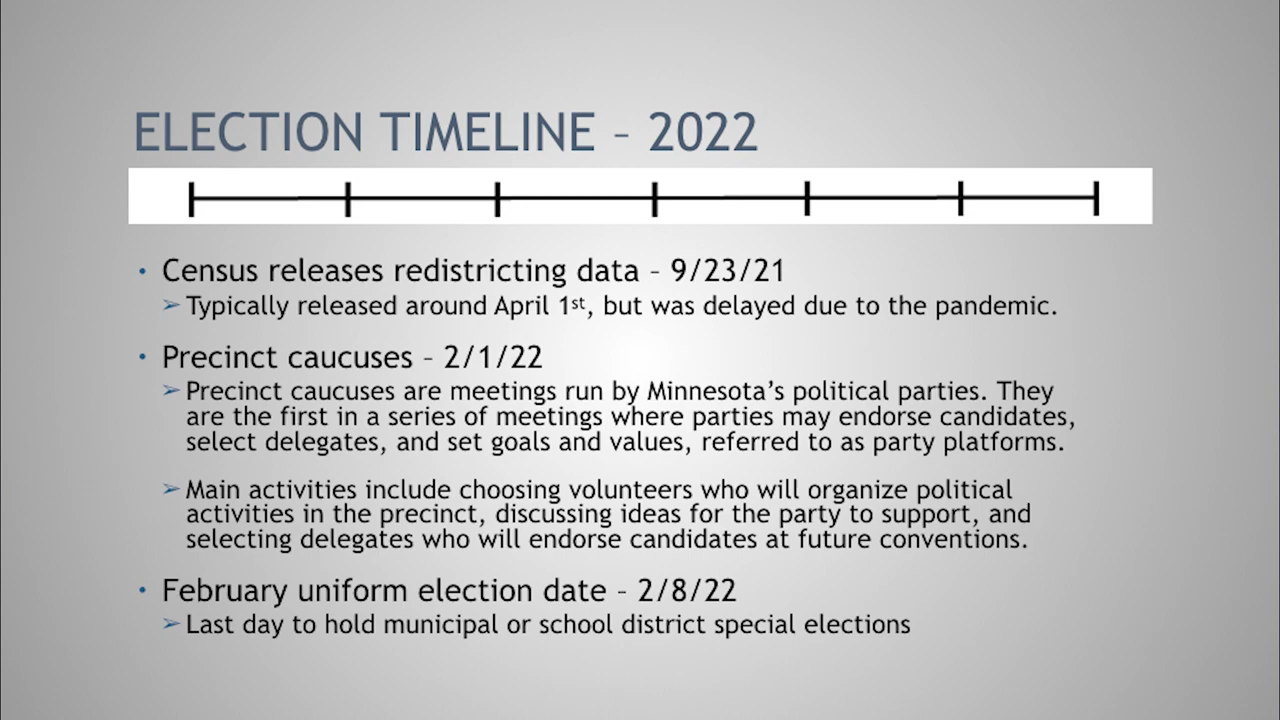 ELECTION TIMELINE – 2022
• Census releases redistricting data – 9/23/21
➢ Typically released around April 1st, but was delayed due to the pandemic.
• Precinct caucuses – 2/1/22
➢ Precinct caucuses are meetings run by Minnesota’s political parties. They
are the first in a series of meetings where parties may endorse candidates,
select delegates, and set goals and values, referred to as party platforms.
➢ Main activities include choosing volunteers who will organize political
activities in the precinct, discussing ideas for the party to support, and
selecting delegates who will endorse candidates at future conventions.
• February uniform election date – 2/8/22
➢ Last day to hold municipal or school district special elections